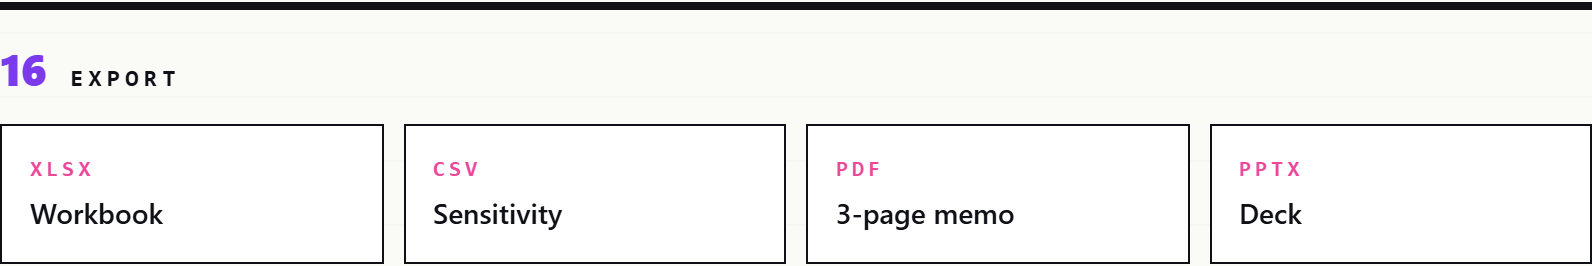 16 EXPORT
XLSX
Workbook
CSV
Sensitivity
PDF
3-page memo
PPTX
Deck